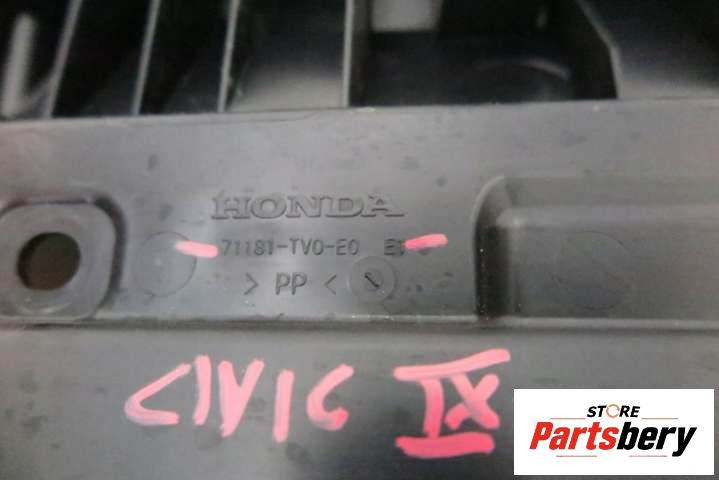 HONDA
71181-TV0-E0
> PP <
CIVIC IX
STORE
Partsbery